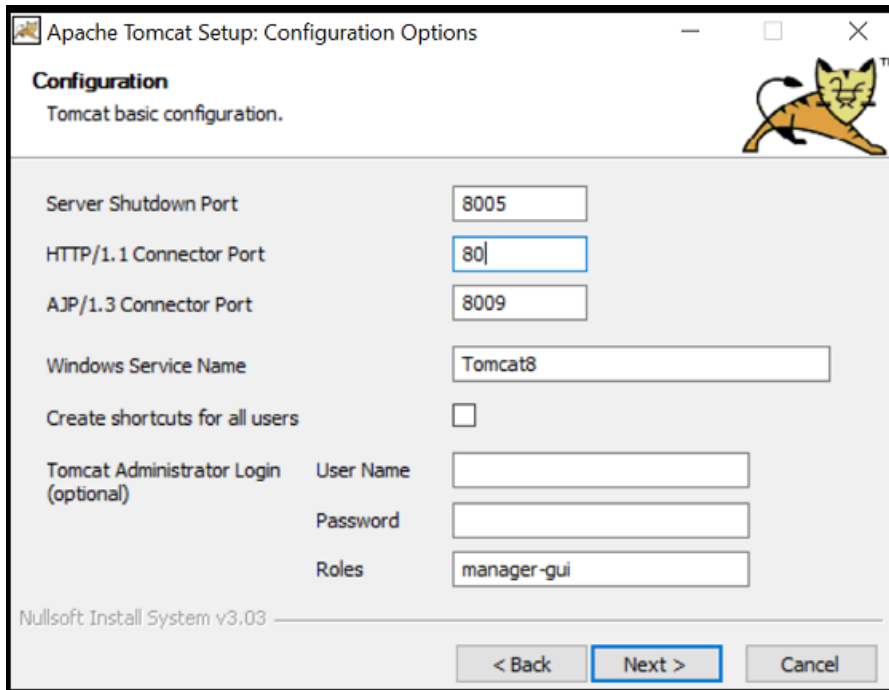 Apache Tomcat Setup: Configuration Options
Configuration
Tomcat basic configuration.
TM
Server Shutdown Port 8005
HTTP/1.1 Connector Port 80
AJP/1.3 Connector Port 8009
Windows Service Name Tomcat8
Create shortcuts for all users
Tomcat Administrator Login User Name
(optional)
Password
Roles manager-gui
Nullsoft Install System v3.03
< Back Next > Cancel